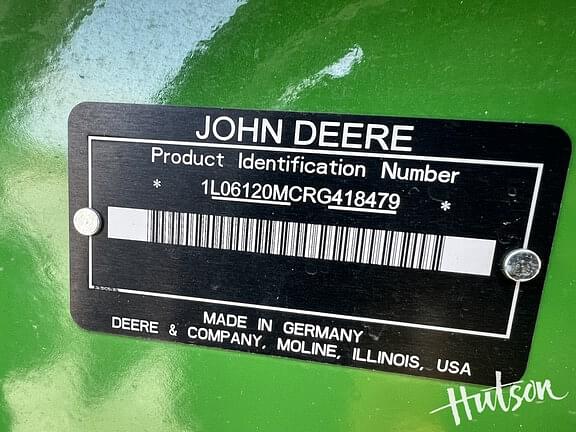 JOHN DEERE
Product Identification Number
* 1L06120MCRG418479 *
MADE IN GERMANY
DEERE & COMPANY, MOLINE, ILLINOIS, USA
Hutson